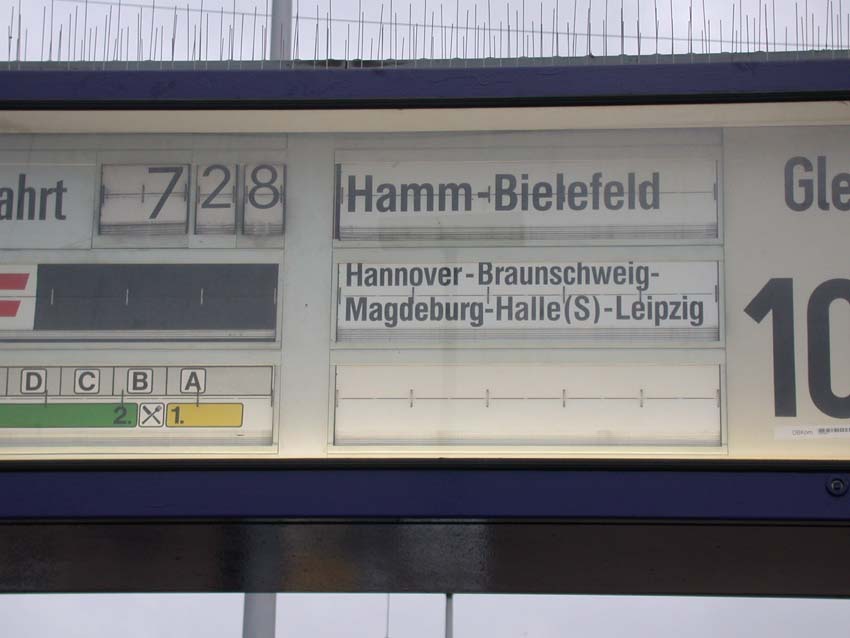 ahrt 7 28 Hamm-Bielefeld Gle
Hannover-Braunschweig-
Magdeburg-Halle(S)-Leipzig
10
D C B A
2. 1.